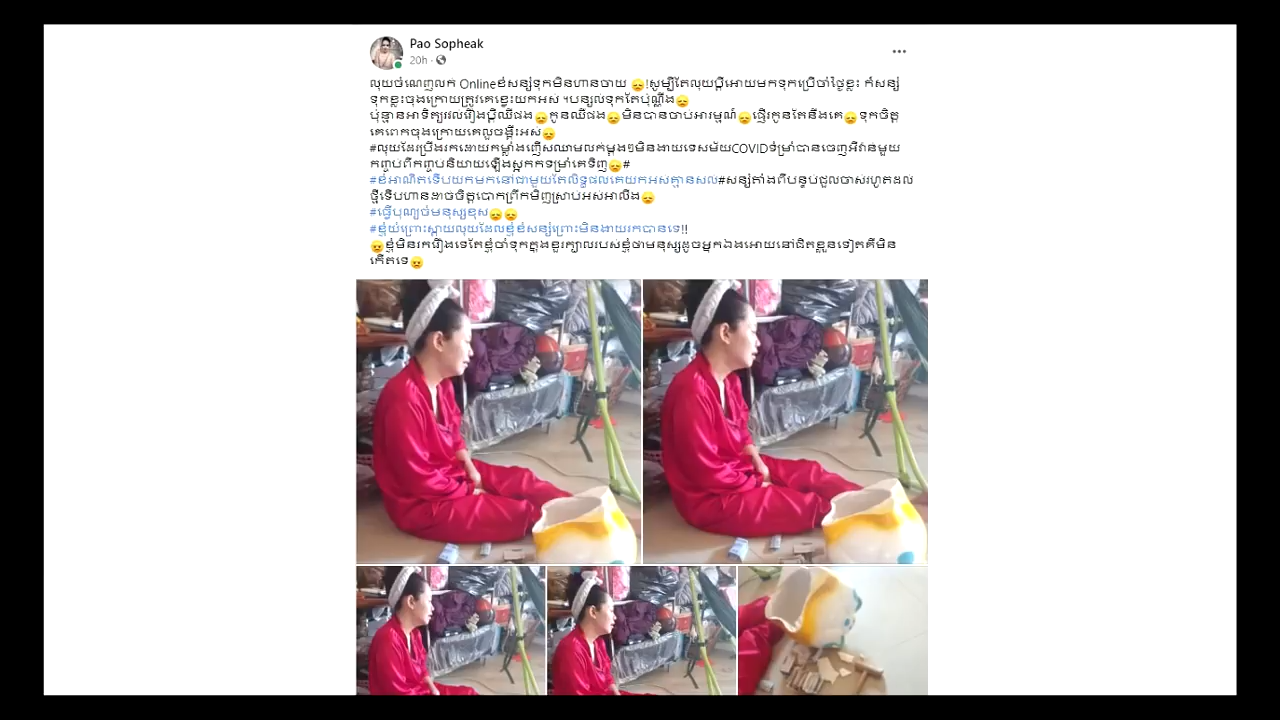 Pao Sopheak
20h
លុយចំណេញលក់ Onlineខំសន្សំទុកមិនហ៊ានចាយ !សូម្បីតែលុយប្ដីអោយមកទុកប្រើចាំថ្ងៃខ្លះ ក៏សន្សំ
ទុកខ្លះចុងក្រោយត្រូវគេខ្វេះយកអស់ ។បន្សល់ទុកតែប៉ុណ្ណឹង
ប៉ុន្មានអាទិត្យរវល់រឿងប្ដីឈឺផង កូនឈឺផង មិនបានចាប់អារម្មណ៍ ផ្ញើរកូនតែនឹងគេ ទុកចិត្ត
គេពេកចុងក្រោយគេលួចឆ្កឹះអស់
#លុយដែរប្រឹងរកដោយកម្លាំងញើសឈាមលក់ម្ដងៗមិនងាយទេសម័យCOVIDទម្រាំបានចេញអីវ៉ាន់មួយ
កញ្ចប់ពីកញ្ចប់និយាយឡើងស្អកកទម្រាំគេទិញ #
#ខំអាណិតទើបយកមកនៅជាមួយតែលទ្ធផលគេយកអស់គ្មានសល់#សន្សំតាំងពីបន្ទប់ជួលចាស់រហូតដល់
ថ្មីទើបហ៊ានដាច់ចិត្តបោកព្រឹកមិញស្រាប់អស់អាលីង
#ធ្វើបុណ្យច់មនុស្សខុស
#ខ្ញុំយំព្រោះស្ដាយលុយដែលខ្ញុំខំសន្សំព្រោះមិនងាយរកបានទេ!!
ខ្ញុំមិនរករឿងទេតែខ្ញុំចាំទុកក្នុងខួរក្បាលរបស់ខ្ញុំថាមនុស្សដូចអ្នកឯងអោយនៅជិតខ្លួនទៀតគឺមិន
កើតទេ